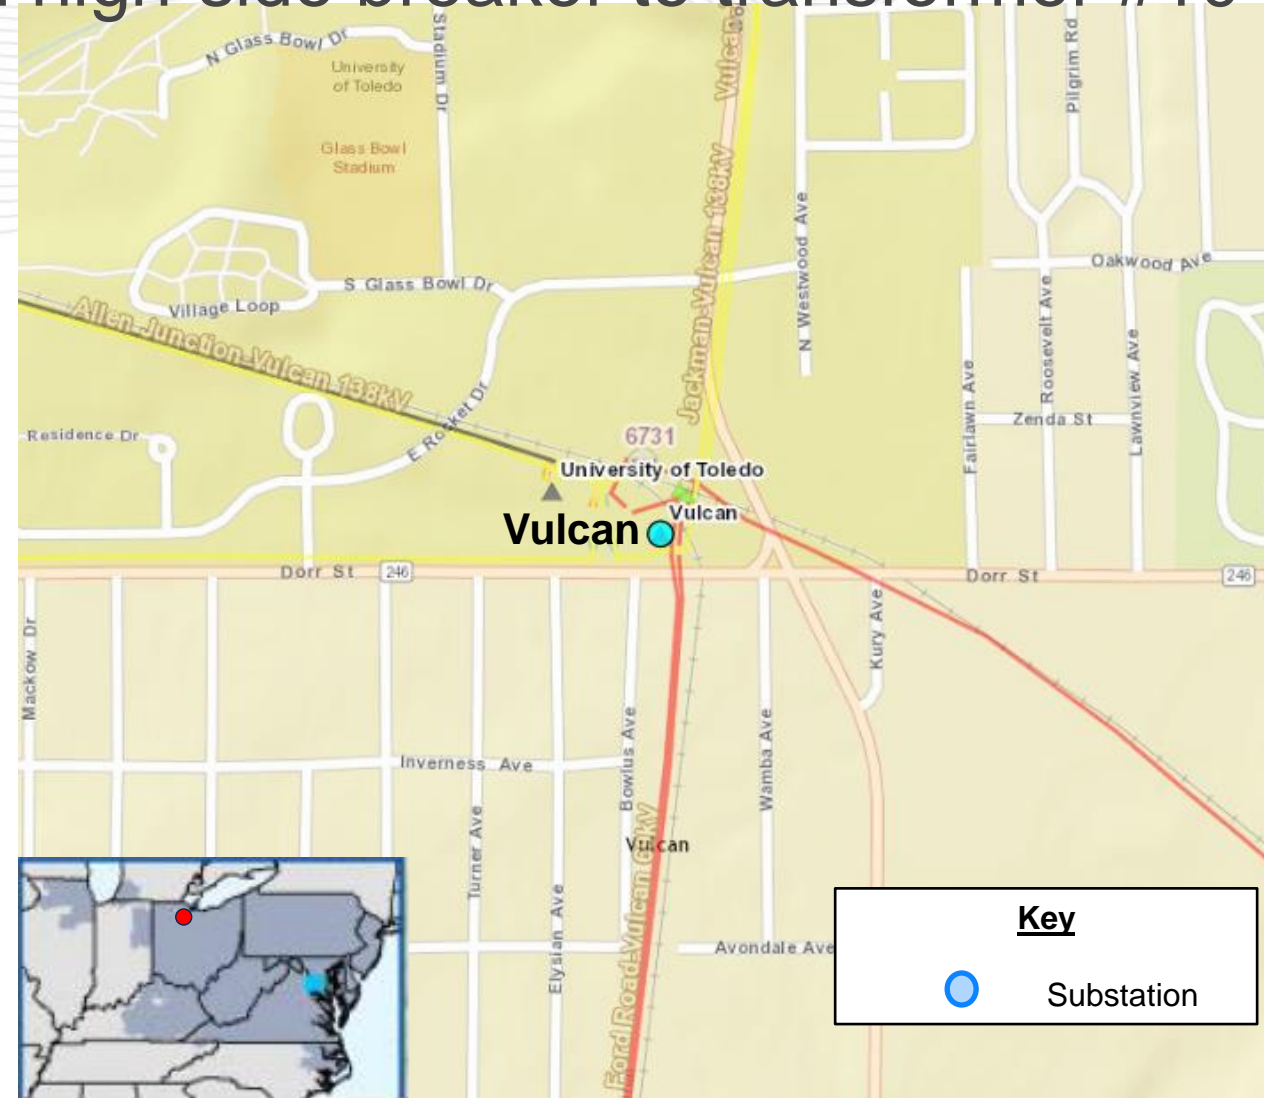 high-side breaker to transformer #10
N Glass Bowl Dr
Stadium Dr
University
of Toledo
Glass Bowl
Stadium
Vulcan
Pilgrim Rd
Jackman-Vulcan 138kV
N Westwood Ave
Oakwood Ave
S Glass Bowl Dr
Village Loop
Allen Junction-Vulcan 138kV
Roosevelt Ave
Lawnview Ave
Fairlawn Ave
Zenda St
Residence Dr
E Rocket Dr
6731
University of Toledo
Vulcan
Vulcan
Dorr St
246
Dorr St
246
Mackow Dr
Kury Ave
Inverness Ave
Bowlus Ave
Wamba Ave
Turner Ave
Vulcan
Elysian Ave
Ford Road-Vulcan 69kV
Avondale Ave
Key
Substation